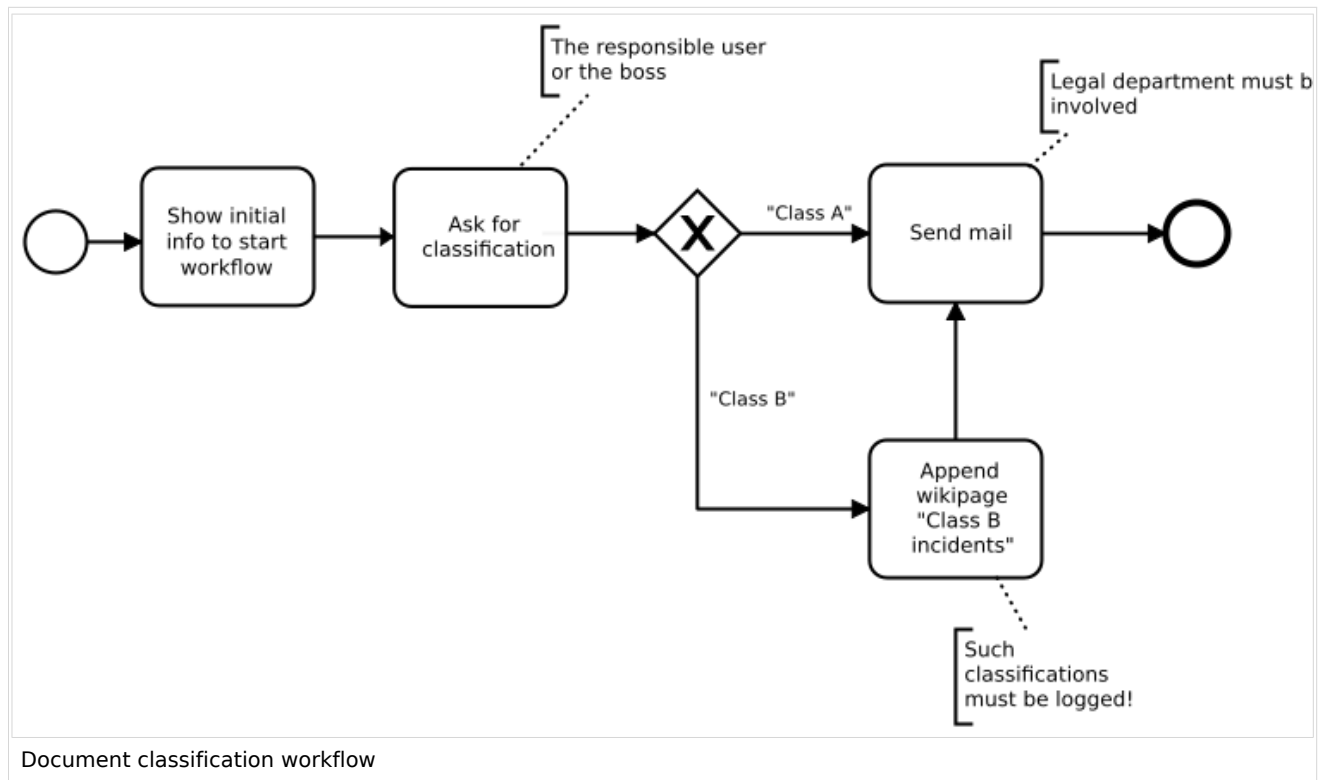 The responsible user
or the boss
Legal department must b
involved
Show initial
info to start
workflow
Ask for
classification
"Class A"
Send mail
"Class B"
Append
wikipage
"Class B
incidents"
Such
classifications
must be logged!
Document classification workflow